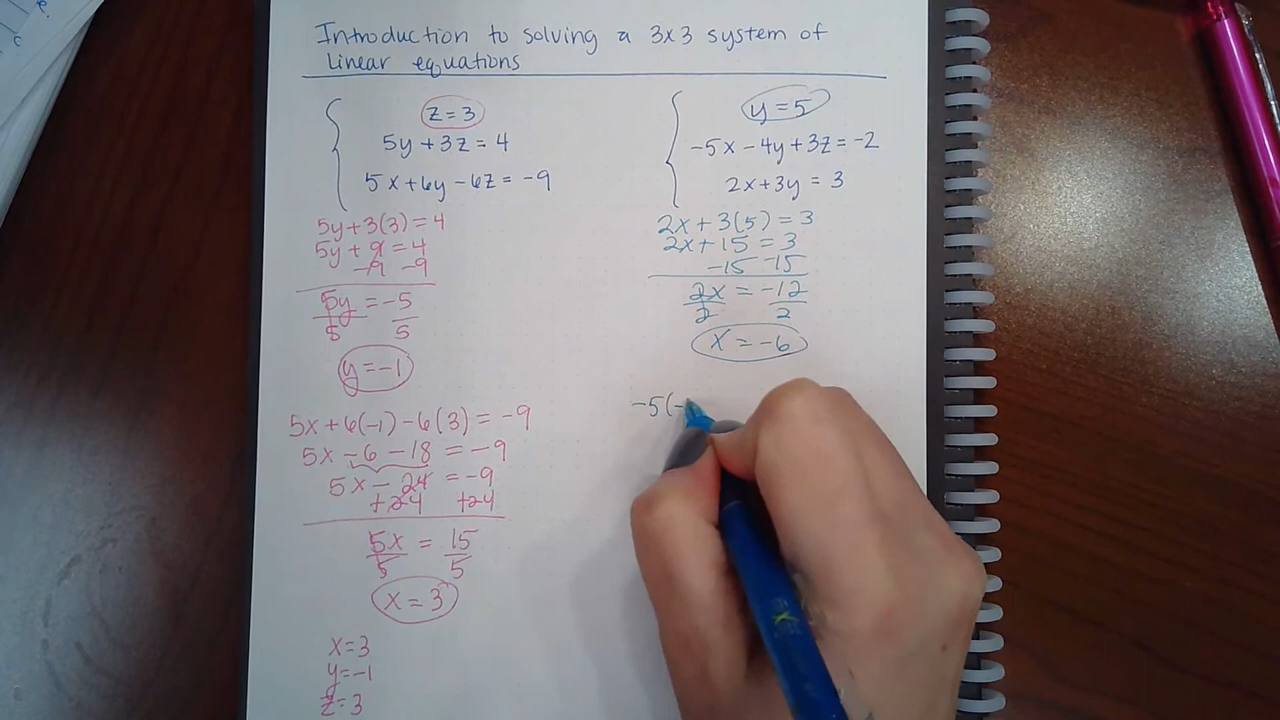 Introduction to solving a 3x3 system of
linear equations
z = 3
5y + 3z = 4
5x + 6y - 6z = -9
5y + 3(3) = 4
5y + 9 = 4
-9 -9
5y = -5
5 5
y = -1
5x + 6(-1) - 6(3) = -9
5x - 6 - 18 = -9
5x - 24 = -9
+24 +24
5x = 15
5 5
x = 3
x = 3
y = -1
z = 3
y = 5
-5x - 4y + 3z = -2
2x + 3y = 3
2x + 3(5) = 3
2x + 15 = 3
-15 -15
2x = -12
2 2
x = -6
-5(-